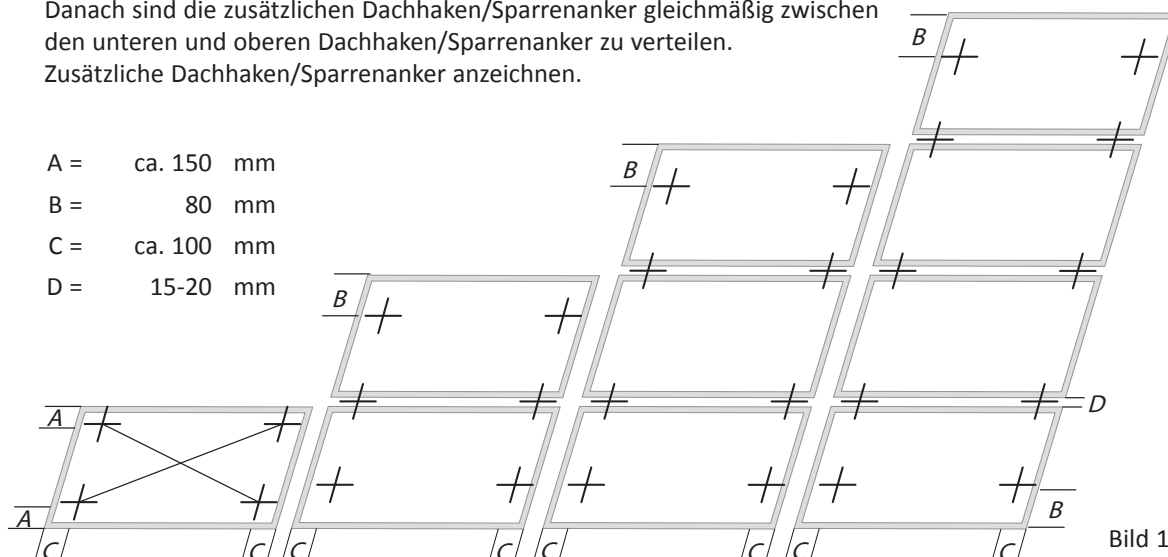 Danach sind die zusätzlichen Dachhaken/Sparrenanker gleichmäßig zwischen
den unteren und oberen Dachhaken/Sparrenanker zu verteilen.
Zusätzliche Dachhaken/Sparrenanker anzeichnen.
A = ca. 150 mm
B = 80 mm
C = ca. 100 mm
D = 15-20 mm
B
B
B
A
D
A
B
C C C C C C C C
Bild 1